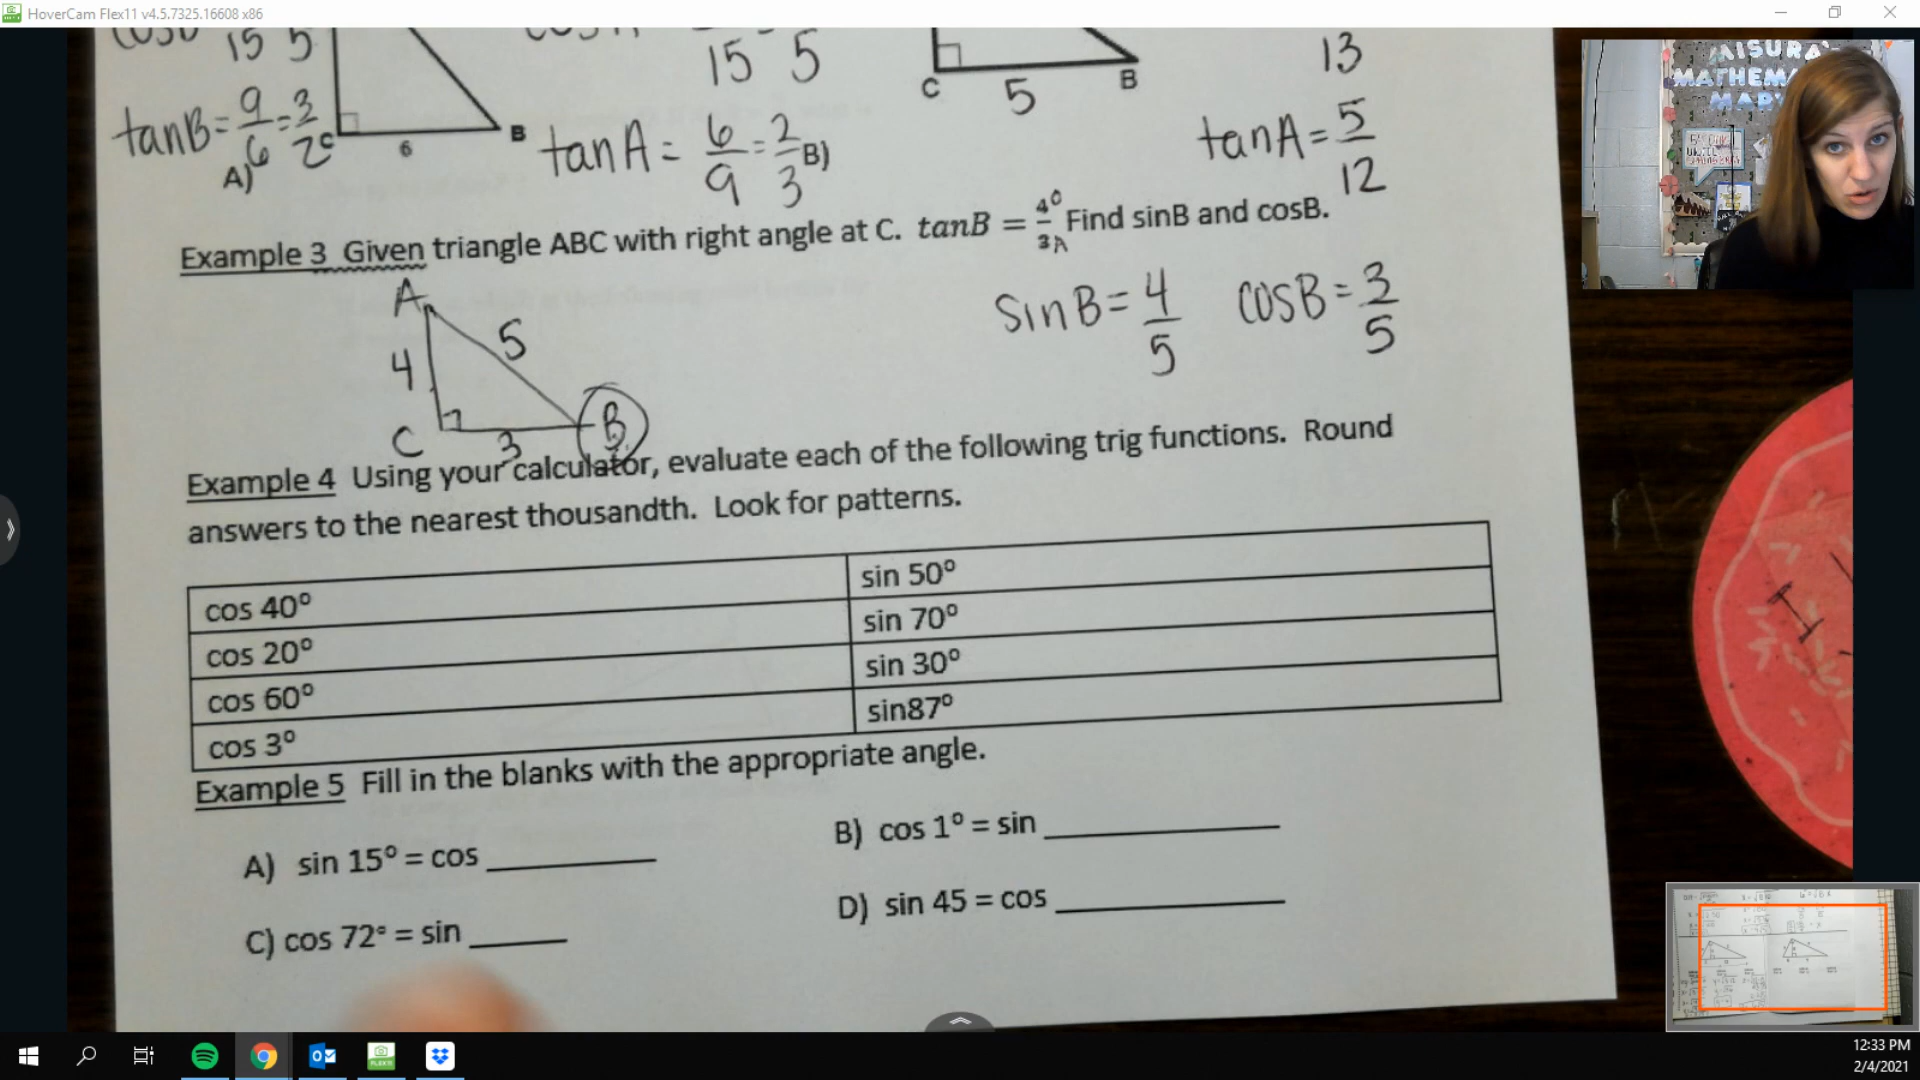 HoverCam Flex11 v4.5.7325.16608 x86
15 5
15 5
13
C 5 B
tanB = 9/6 = 3/2
C 6 B
tanA = 6/9 = 2/3
tanA = 5/12
A)
B)
Example 3 Given triangle ABC with right angle at C. tanB = 4/3 O/A Find sinB and cosB.
A
4 5
C 3 B
sinB = 4/5 cosB = 3/5
Example 4 Using your calculator, evaluate each of the following trig functions. Round
answers to the nearest thousandth. Look for patterns.
cos 40° sin 50°
cos 20° sin 70°
cos 60° sin 30°
cos 3° sin87°
Example 5 Fill in the blanks with the appropriate angle.
A) sin 15° = cos ____________
B) cos 1° = sin ____________
C) cos 72° = sin ______
D) sin 45 = cos ____________
12:33 PM
2/4/2021